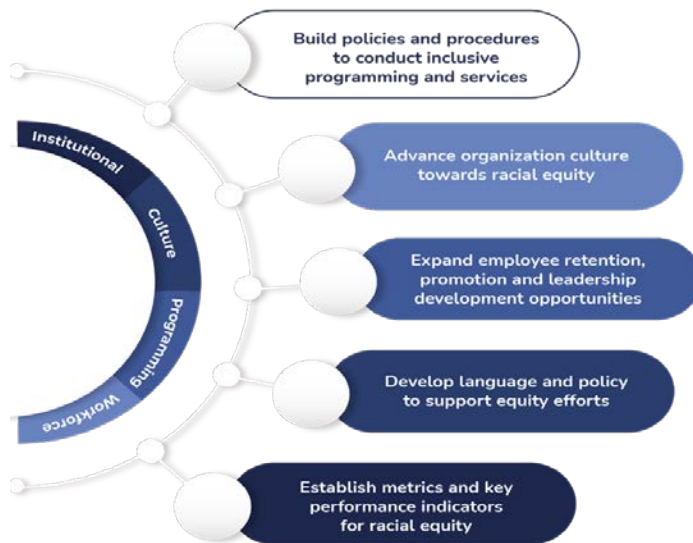 Build policies and procedures
to conduct inclusive
programming and services
Institutional
Advance organization culture
towards racial equity
Culture
Expand employee retention,
promotion and leadership
development opportunities
Programming
Develop language and policy
to support equity efforts
Workforce
Establish metrics and key
performance indicators
for racial equity